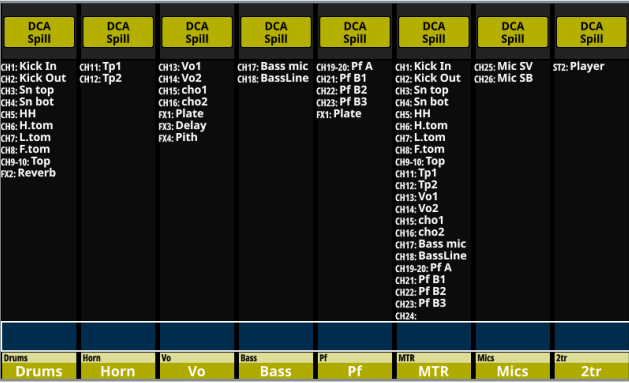 DCA
Spill
DCA
Spill
DCA
Spill
DCA
Spill
DCA
Spill
DCA
Spill
DCA
Spill
DCA
Spill
CH1: Kick In
CH2: Kick Out
CH3: Sn top
CH4: Sn bot
CH5: HH
CH6: H.tom
CH7: L.tom
CH8: F.tom
CH9-10: Top
FX2: Reverb
CH11: Tp1
CH12: Tp2
CH13: Vo1
CH14: Vo2
CH15: cho1
CH16: cho2
FX1: Plate
FX3: Delay
FX4: Pith
CH17: Bass mic
CH18: BassLine
CH19-20: Pf A
CH21: Pf B1
CH22: Pf B2
CH23: Pf B3
FX1: Plate
CH1: Kick In
CH2: Kick Out
CH3: Sn top
CH4: Sn bot
CH5: HH
CH6: H.tom
CH7: L.tom
CH8: F.tom
CH9-10: Top
CH11: Tp1
CH12: Tp2
CH13: Vo1
CH14: Vo2
CH15: cho1
CH16: cho2
CH17: Bass mic
CH18: BassLine
CH19-20: Pf A
CH21: Pf B1
CH22: Pf B2
CH23: Pf B3
CH24:
CH25: Mic SV
CH26: Mic SB
ST2: Player
Drums
Drums
Horn
Horn
Vo
Vo
Bass
Bass
Pf
Pf
MTR
MTR
Mics
Mics
2tr
2tr